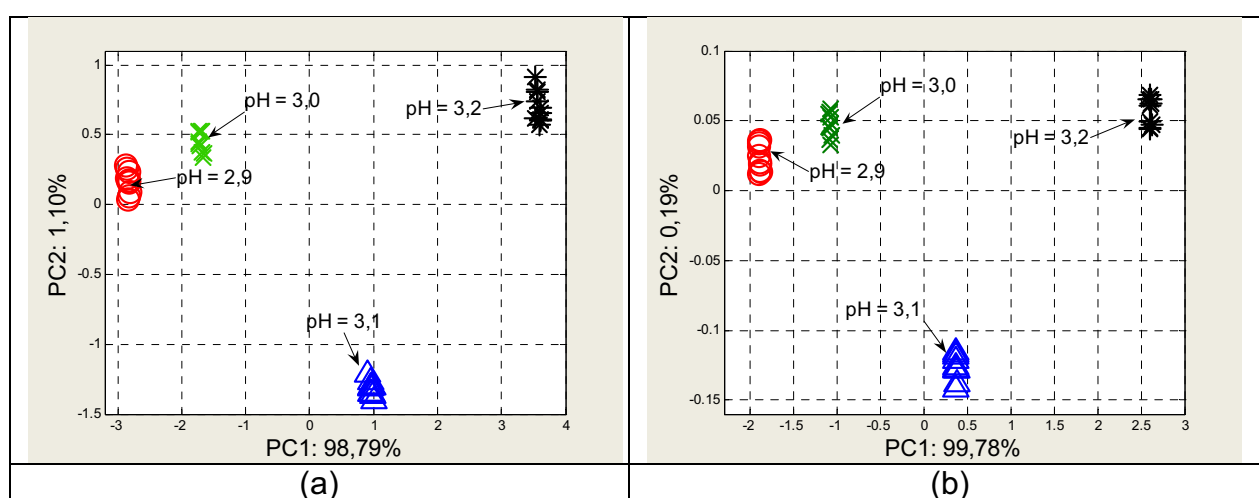 1
0.5
0
-0.5
-1
-1.5
-3
-2
-1
0
1
2
3
4
PC2: 1,10%
PC1: 98,79%
pH = 3,0
pH = 2,9
pH = 3,2
pH = 3,1
(a)
0.1
0.05
0
-0.05
-0.1
-0.15
-2
-1.5
-1
-0.5
0
0.5
1
1.5
2
2.5
3
PC2: 0,19%
PC1: 99,78%
pH = 3,0
pH = 2,9
pH = 3,2
pH = 3,1
(b)